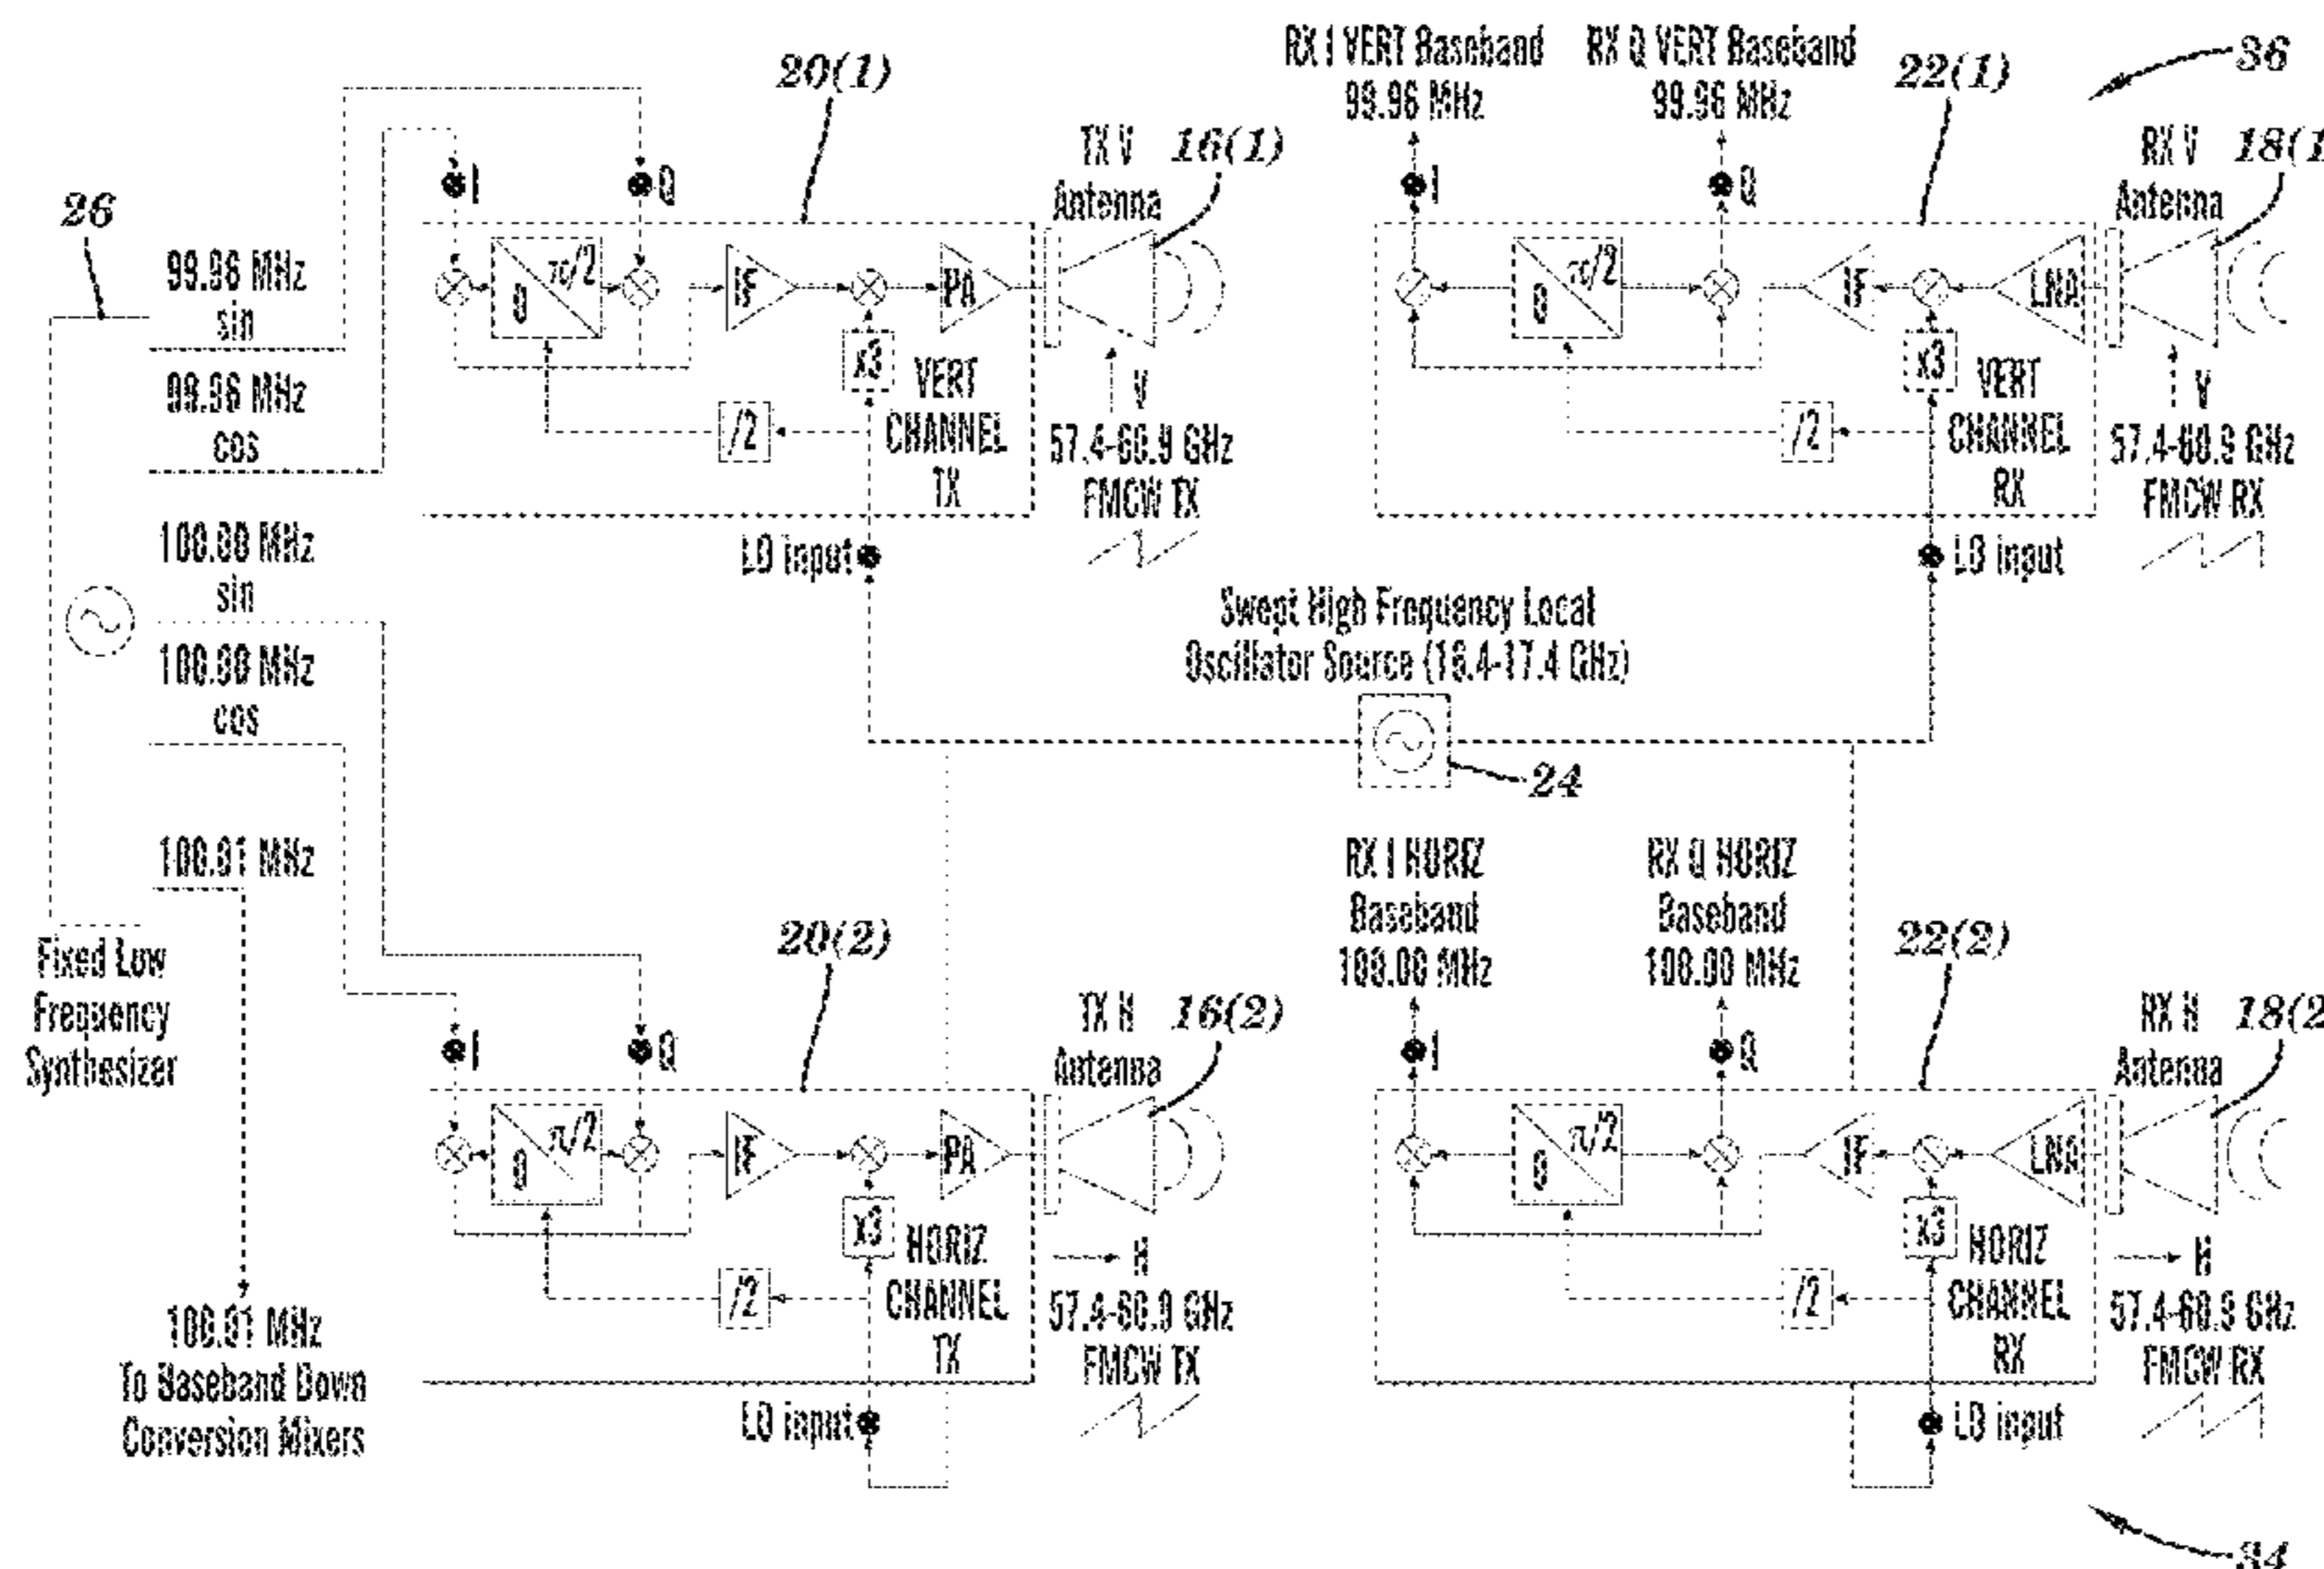 26
99.96 MHz
sin
99.96 MHz
cos
100.00 MHz
sin
100.00 MHz
cos
100.01 MHz
Fixed Low
Frequency
Synthesizer
100.01 MHz
To Baseband Down
Conversion Mixers
20(1)
I
Q
0
π/2
IF
PA
x3
/2
VERT
CHANNEL
TX
LO input
TX V
Antenna
16(1)
V
57.4-60.9 GHz
FMCW TX
RX I VERT Baseband
99.96 MHz
RX Q VERT Baseband
99.96 MHz
22(1)
36
I
Q
0
π/2
IF
LNA
x3
/2
VERT
CHANNEL
RX
LO input
RX V
Antenna
18(1
V
57.4-60.9 GHz
FMCW RX
Swept High Frequency Local
Oscillator Source (16.4-17.4 GHz)
24
20(2)
I
Q
0
π/2
IF
PA
x3
/2
HORIZ
CHANNEL
TX
LO input
TX H
Antenna
16(2)
H
57.4-60.9 GHz
FMCW TX
RX I HORIZ
Baseband
100.00 MHz
RX Q HORIZ
Baseband
100.00 MHz
22(2)
I
Q
0
π/2
IF
LNA
x3
/2
HORIZ
CHANNEL
RX
LO input
RX H
Antenna
18(2
H
57.4-60.9 GHz
FMCW RX
34